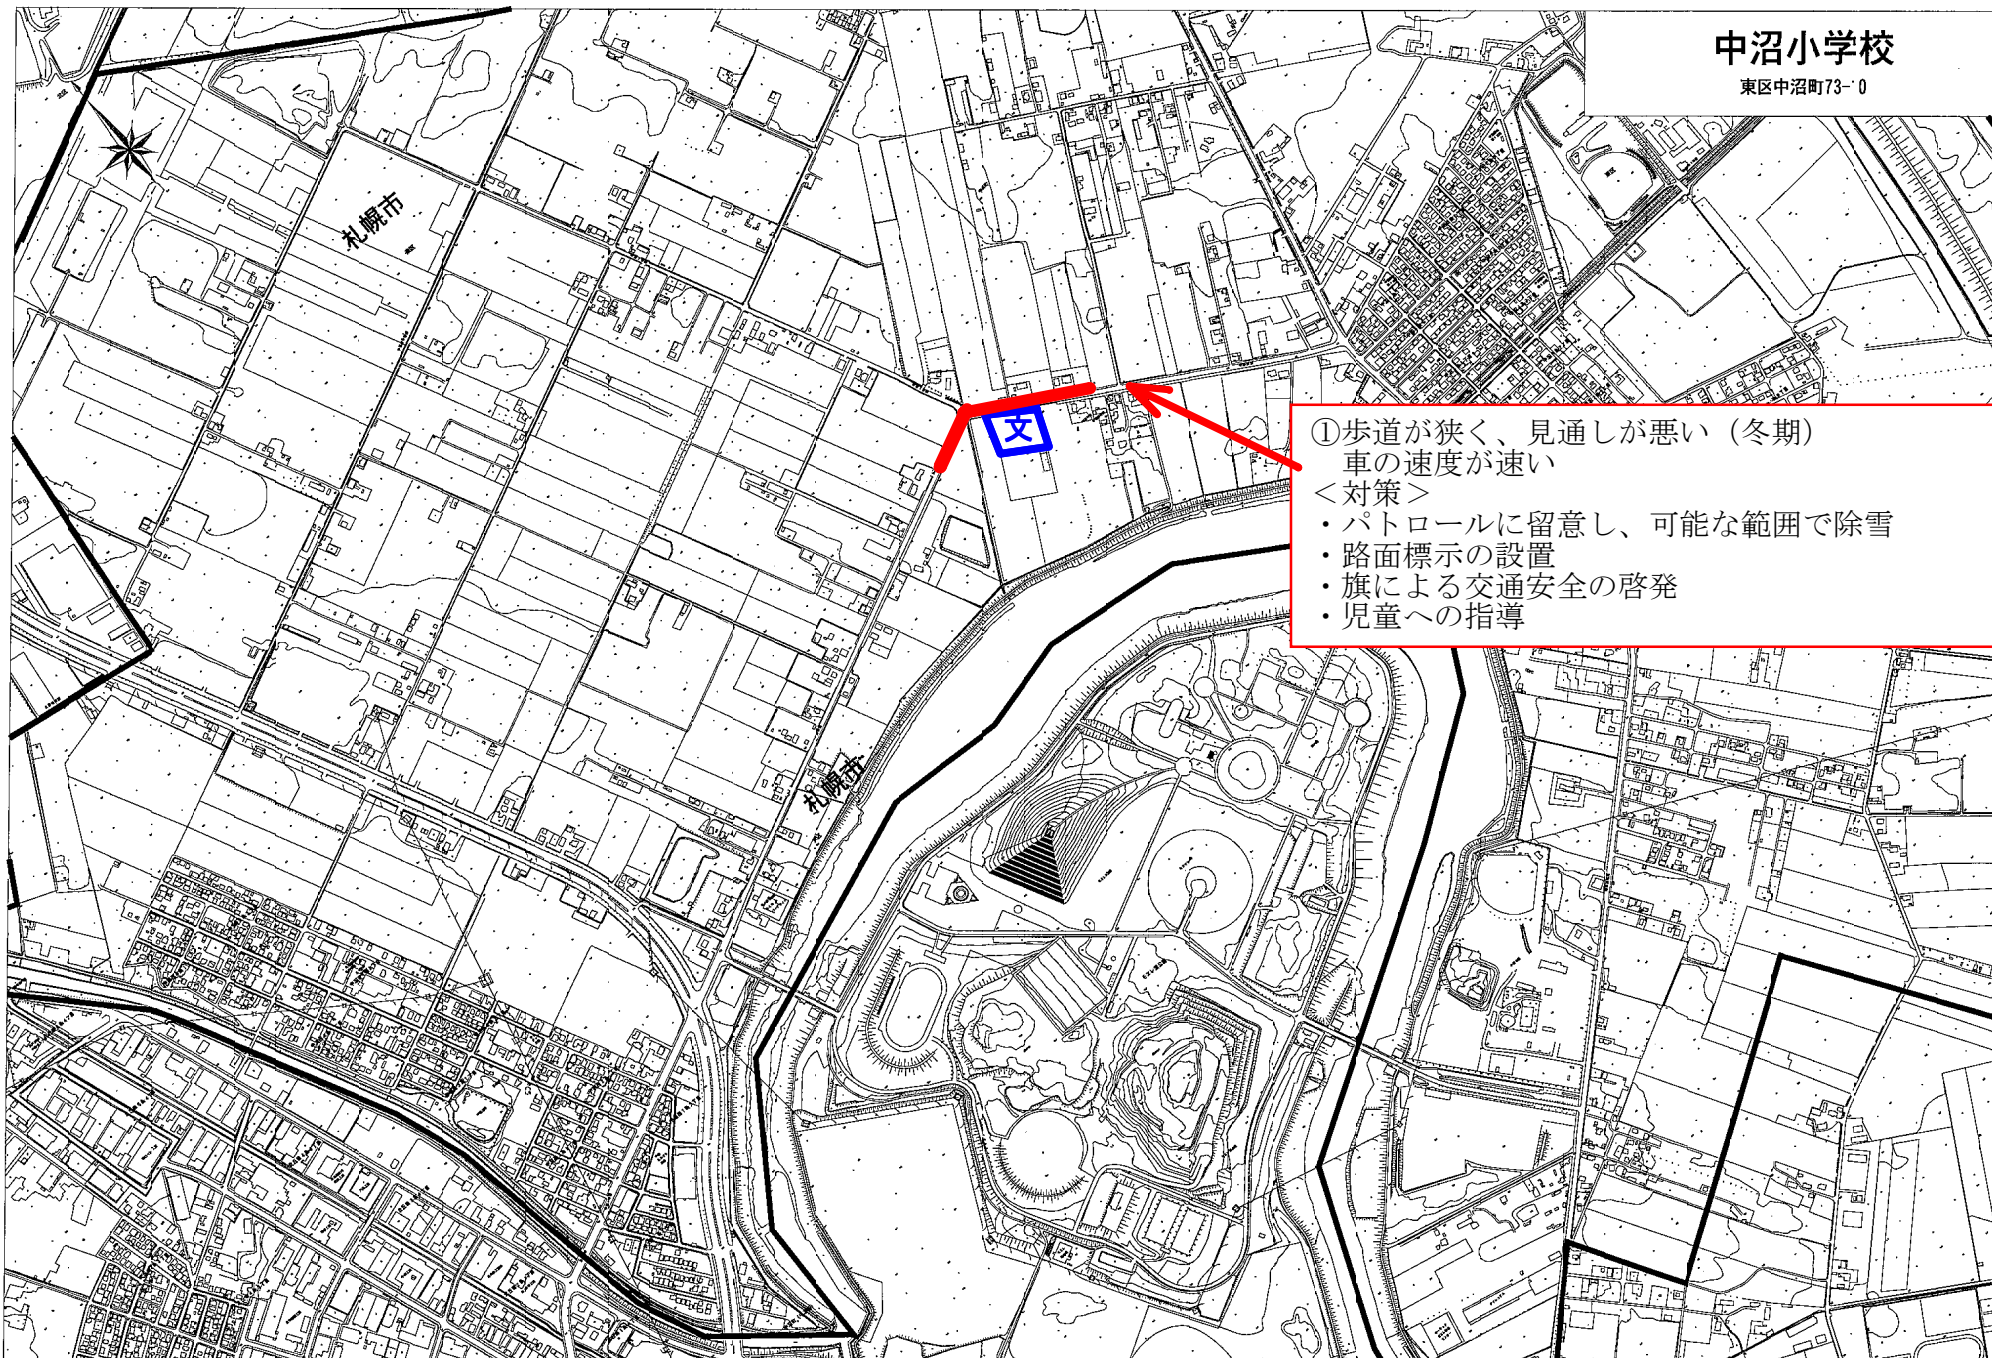 中沼小学校
東区中沼町73-10
札幌市
文
①歩道が狭く、見通しが悪い（冬期）
車の速度が速い
＜対策＞
・パトロールに留意し、可能な範囲で除雪
・路面標示の設置
・旗による交通安全の啓発
・児童への指導
札幌市